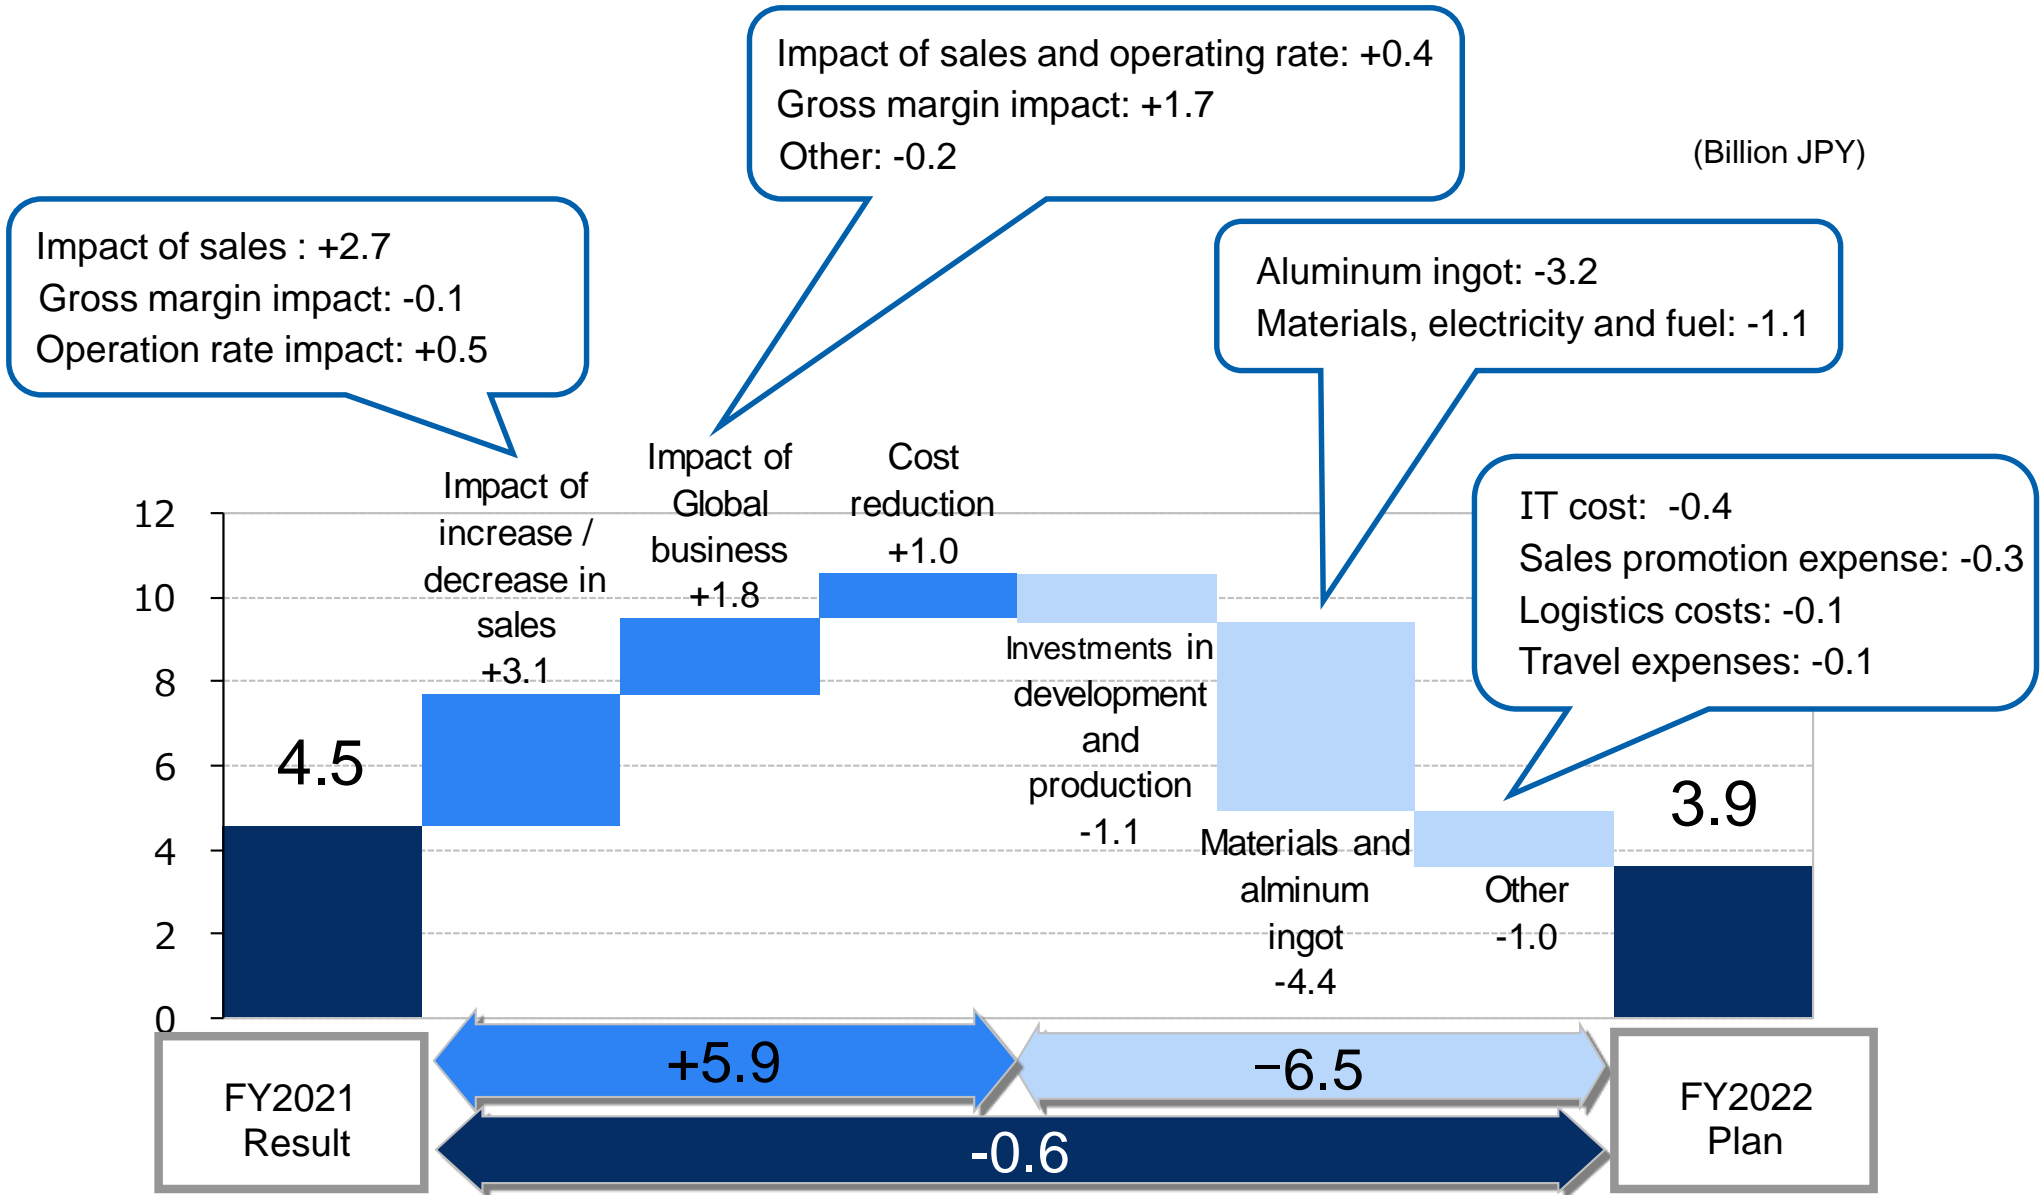 Impact of sales and operating rate: +0.4
Gross margin impact: +1.7
Other: -0.2
(Billion JPY)
Impact of sales : +2.7
Gross margin impact: -0.1
Operation rate impact: +0.5
Aluminum ingot: -3.2
Materials, electricity and fuel: -1.1
IT cost: -0.4
Sales promotion expense: -0.3
Logistics costs: -0.1
Travel expenses: -0.1
12
10
8
6
4
2
0
4.5
Impact of
increase /
decrease in
sales
+3.1
Impact of
Global
business
+1.8
Cost
reduction
+1.0
Investments in
development
and
production
-1.1
Materials and
alminum
ingot
-4.4
Other
-1.0
3.9
+5.9
−6.5
-0.6
FY2021
Result
FY2022
Plan